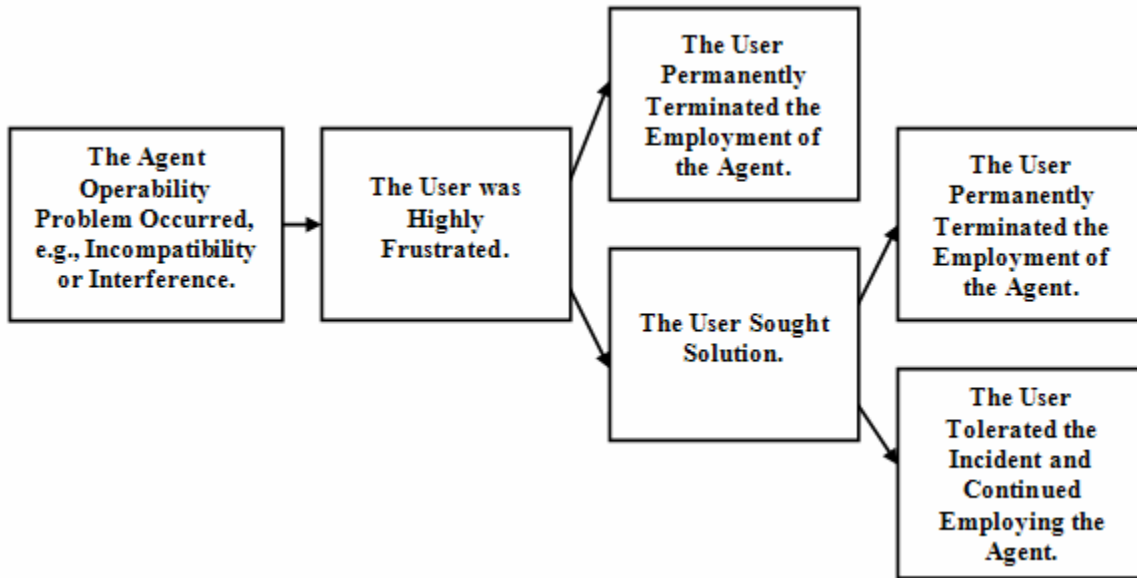 The Agent
Operability
Problem Occurred,
e.g., Incompatibility
or Interference.
The User was
Highly
Frustrated.
The User
Permanently
Terminated the
Employment of
the Agent.
The User Sought
Solution.
The User
Permanently
Terminated the
Employment of
the Agent.
The User
Tolerated the
Incident and
Continued
Employing the
Agent.